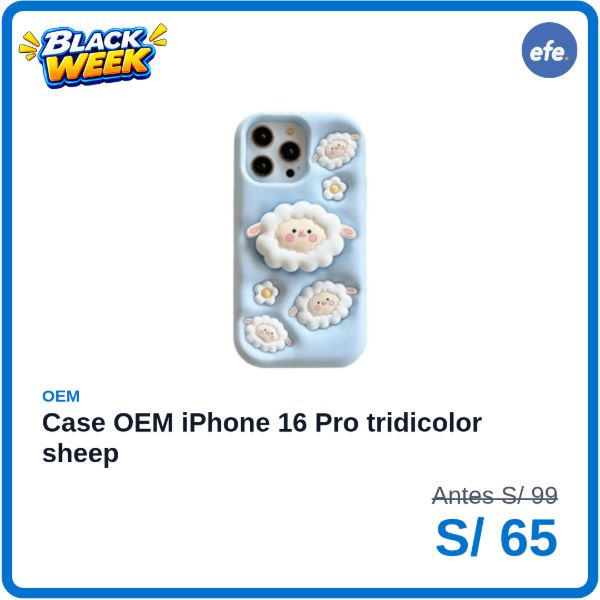 BLACK
WEEK
efe.
OEM
Case OEM iPhone 16 Pro tridicolor
sheep
Antes S/ 99
S/ 65